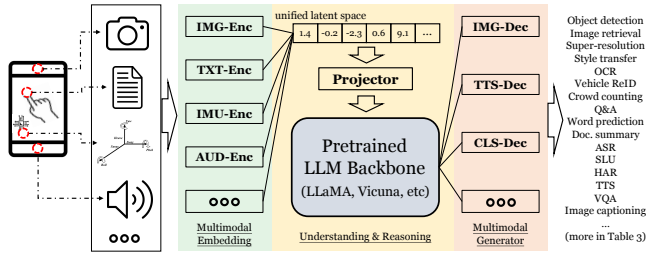 IMG-Enc
TXT-Enc
IMU-Enc
AUD-Enc
Multimodal
Embedding
unified latent space
1.4 -0.2 -2.3 0.6 9.1 ...
Projector
Pretrained
LLM Backbone
(LLaMA, Vicuna, etc)
Understanding & Reasoning
IMG-Dec
TTS-Dec
CLS-Dec
Multimodal
Generator
Object detection
Image retrieval
Super-resolution
Style transfer
OCR
Vehicle ReID
Crowd counting
Q&A
Word prediction
Doc. summary
ASR
SLU
HAR
TTS
VQA
Image captioning
...
(more in Table 3)